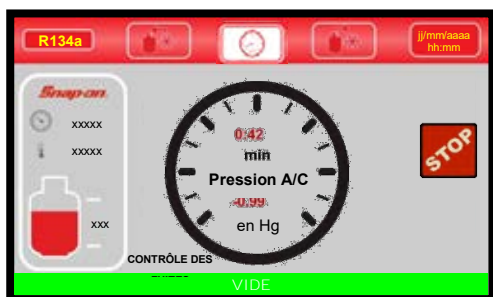 R134a
jj/mm/aaaa
hh:mm
Snap-on
xxxxx
xxxxx
xxx
0:42
min
Pression A/C
-0.99
en Hg
STOP
CONTRÔLE DES
VIDE